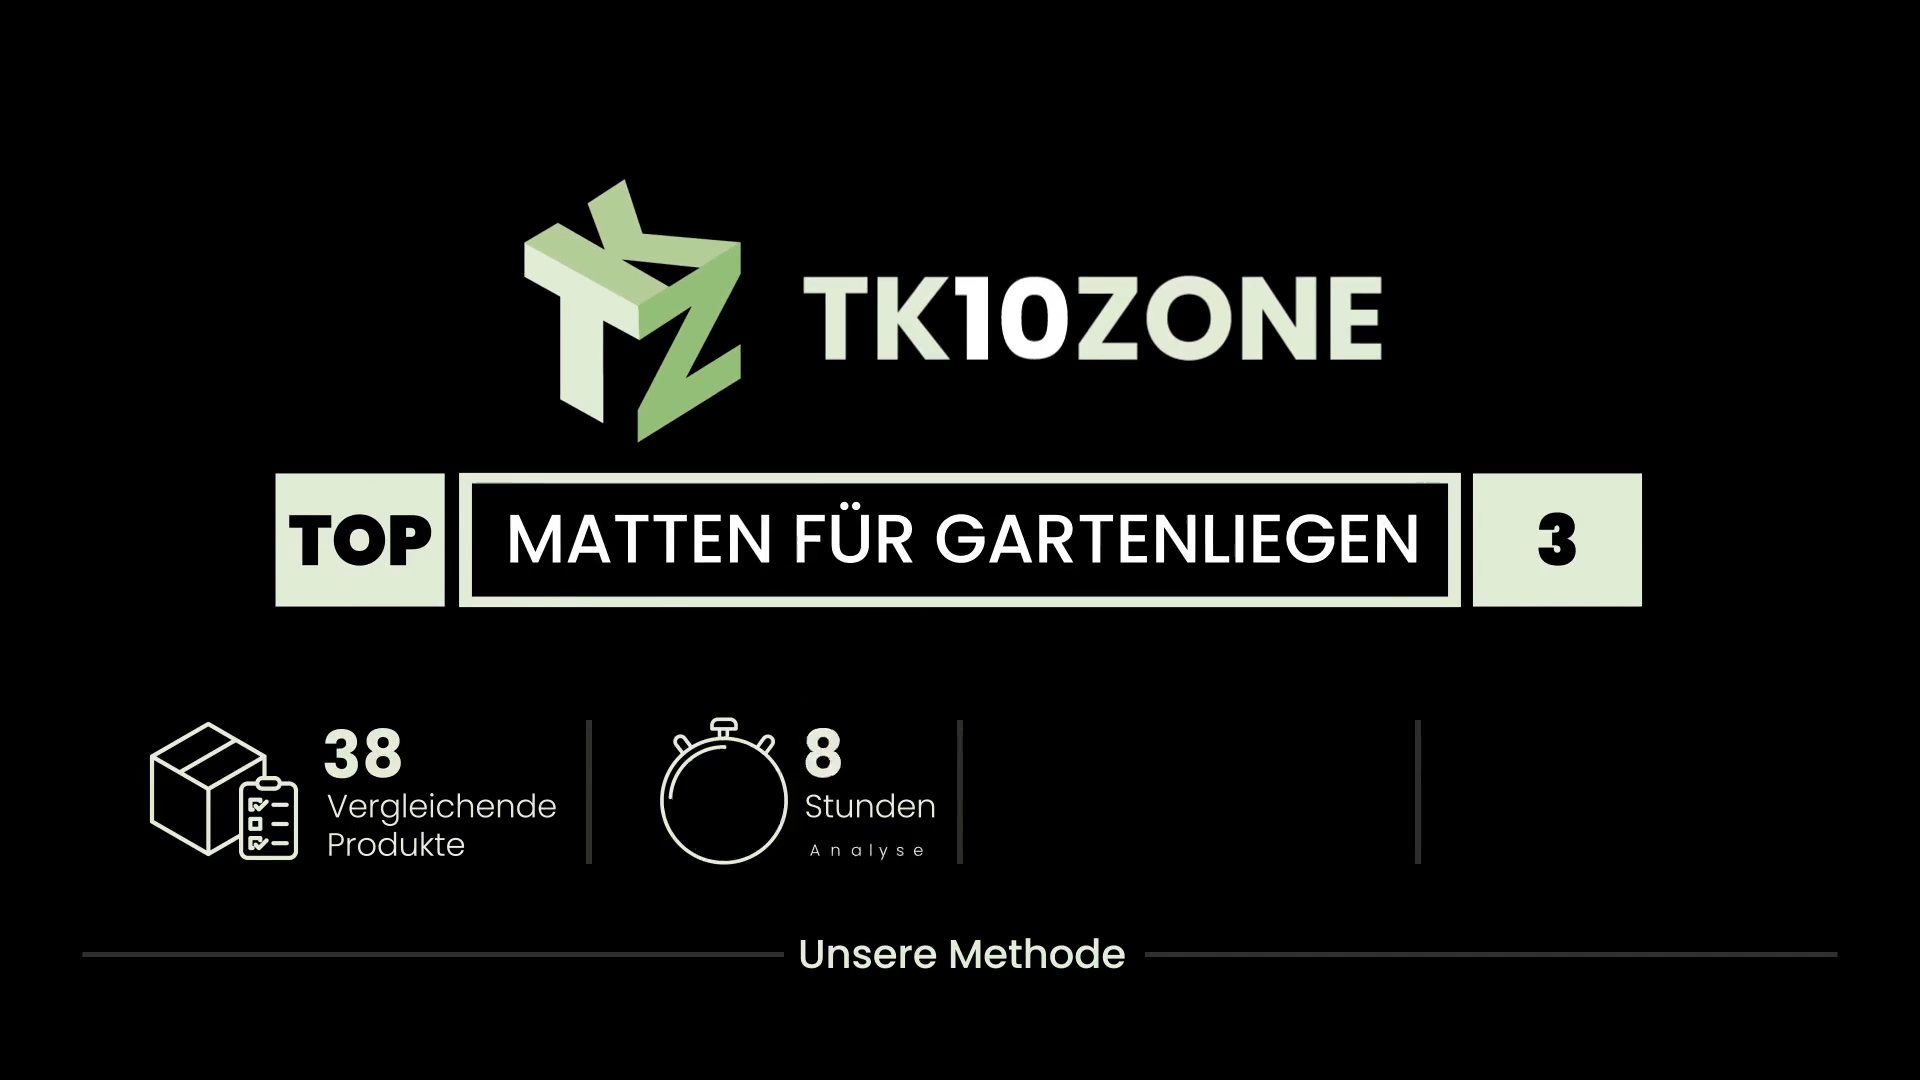 TK10ZONE
TOP MATTEN FÜR GARTENLIEGEN 3
38
Vergleichende
Produkte
8
Stunden
Analyse
Unsere Methode